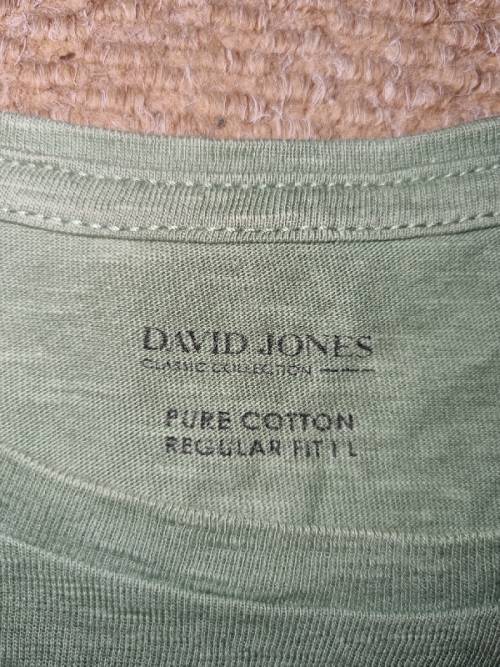 DAVID JONES
CLASSIC COLLECTION
PURE COTTON
REGULAR FIT | L